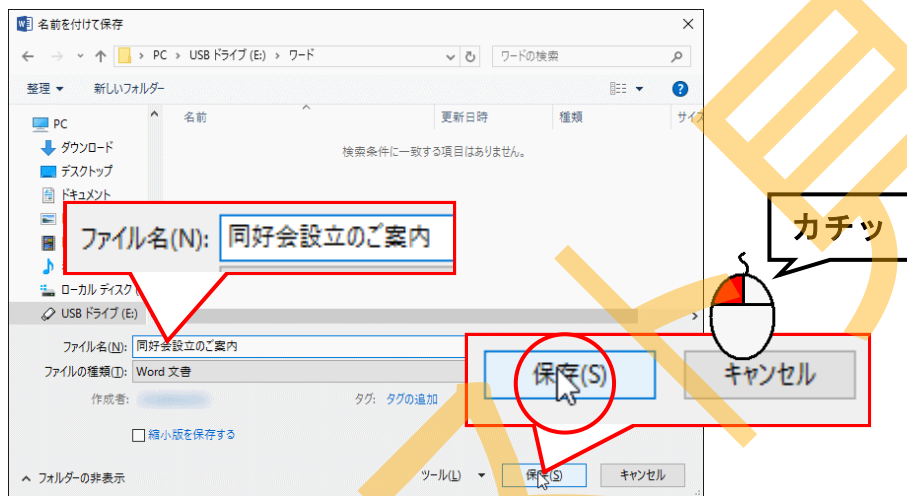 名前を付けて保存
PC › USB ドライブ (E:) › ワード
ワードの検索
整理 ▼ 新しいフォルダー
名前 更新日時 種類 サイズ
検索条件に一致する項目はありません。
PC
ダウンロード
デスクトップ
ドキュメント
ローカル ディスク (
USB ドライブ (E:)
ファイル名(N): 同好会設立のご案内
ファイル名(N): 同好会設立のご案内
ファイルの種類(T): Word 文書
作成者:
タグ: タグの追加
縮小版を保存する
保存(S) キャンセル
カチッ
フォルダーの非表示
ツール(L) ▼ 保存(S) キャンセル